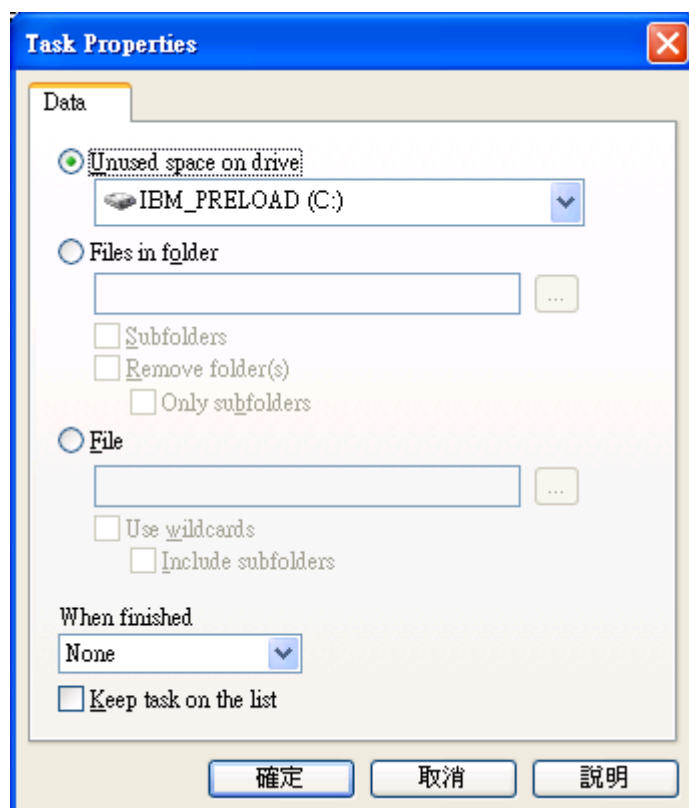 Task Properties
Data
Unused space on drive
IBM_PRELOAD (C:)
Files in folder
...
Subfolders
Remove folder(s)
Only subfolders
File
...
Use wildcards
Include subfolders
When finished
None
Keep task on the list
確定 取消 說明